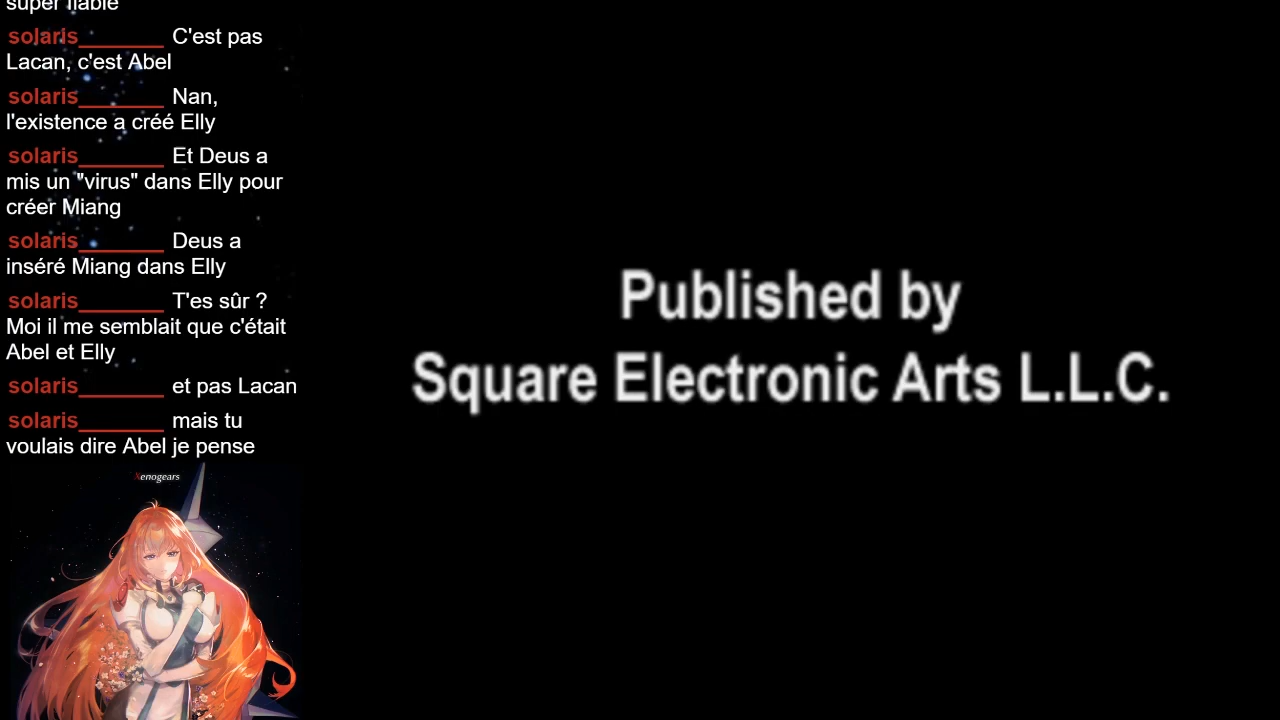 super fiable
solaris_______ C'est pas
Lacan, c'est Abel
solaris_______ Nan,
l'existence a créé Elly
solaris_______ Et Deus a
mis un "virus" dans Elly pour
créer Miang
solaris_______ Deus a
inséré Miang dans Elly
solaris_______ T'es sûr ?
Moi il me semblait que c'était
Abel et Elly
solaris_______ et pas Lacan
solaris_______ mais tu
voulais dire Abel je pense
Xenogears
Published by
Square Electronic Arts L.L.C.